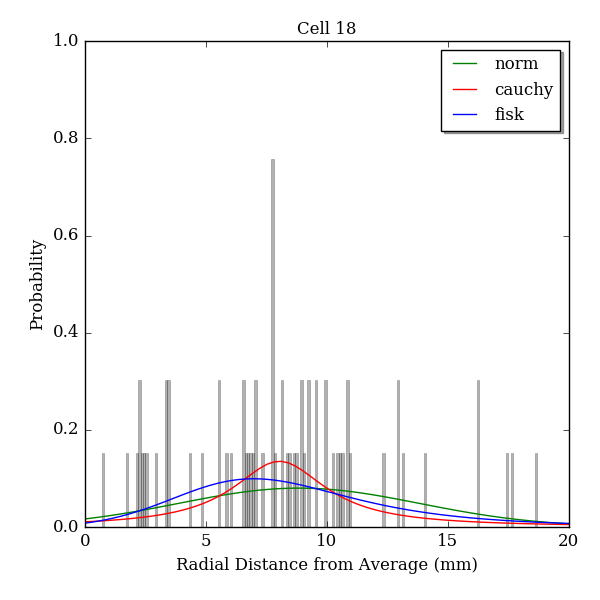 Cell 18
1.0
0.8
0.6
0.4
0.2
0.0
Probability
norm
cauchy
fisk
0 5 10 15 20
Radial Distance from Average (mm)